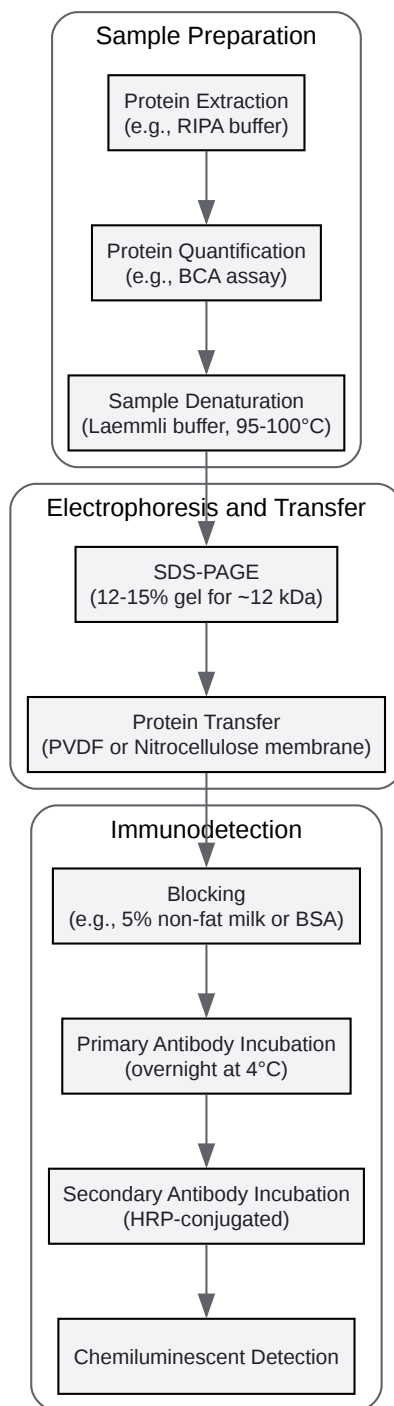 Sample Preparation
Protein Extraction
(e.g., RIPA buffer)
Protein Quantification
(e.g., BCA assay)
Sample Denaturation
(Laemmli buffer, 95-100°C)
Electrophoresis and Transfer
SDS-PAGE
(12-15% gel for ~12 kDa)
Protein Transfer
(PVDF or Nitrocellulose membrane)
Immunodetection
Blocking
(e.g., 5% non-fat milk or BSA)
Primary Antibody Incubation
(overnight at 4°C)
Secondary Antibody Incubation
(HRP-conjugated)
Chemiluminescent Detection